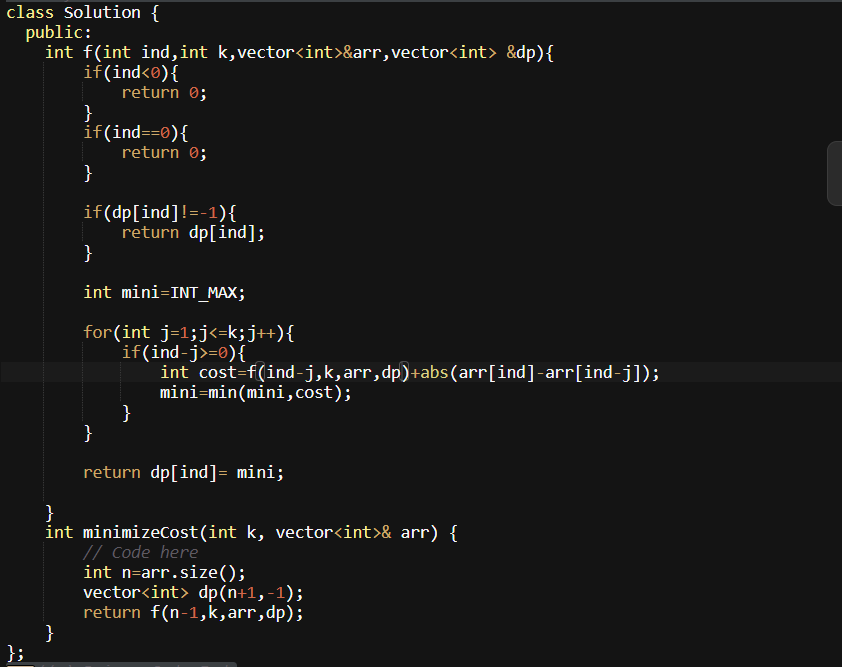 class Solution {
  public:
    int f(int ind,int k,vector<int>&arr,vector<int> &dp){
        if(ind<0){
            return 0;
        }
        if(ind==0){
            return 0;
        }
        if(dp[ind]!=-1){
            return dp[ind];
        }
        int mini=INT_MAX;
        for(int j=1;j<=k;j++){
            if(ind-j>=0){
                int cost=f(ind-j,k,arr,dp)+abs(arr[ind]-arr[ind-j]);
                mini=min(mini,cost);
            }
        }
        return dp[ind]= mini;
    }
    int minimizeCost(int k, vector<int>& arr) {
        // Code here
        int n=arr.size();
        vector<int> dp(n+1,-1);
        return f(n-1,k,arr,dp);
    }
};